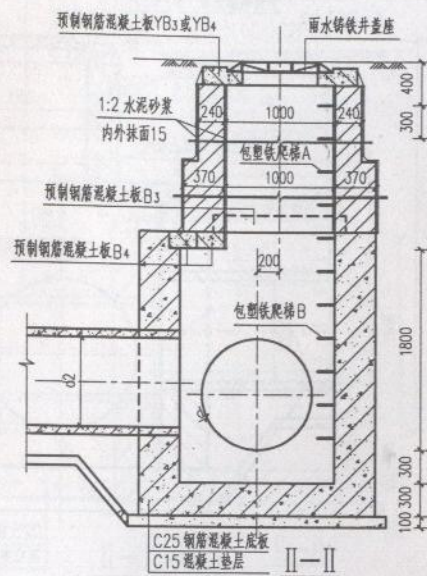 预制钢筋混凝土板YB3或YB4
雨水铸铁井盖座
400
1:2 水泥砂浆
240
1000
240
300
内外抹面15
包塑铁爬梯A
370
1000
370
预制钢筋混凝土板B3
预制钢筋混凝土板B4
200
包塑铁爬梯B
1800
d2
d
300
300
100
C25 钢筋混凝土底板
C15 混凝土垫层
II—II